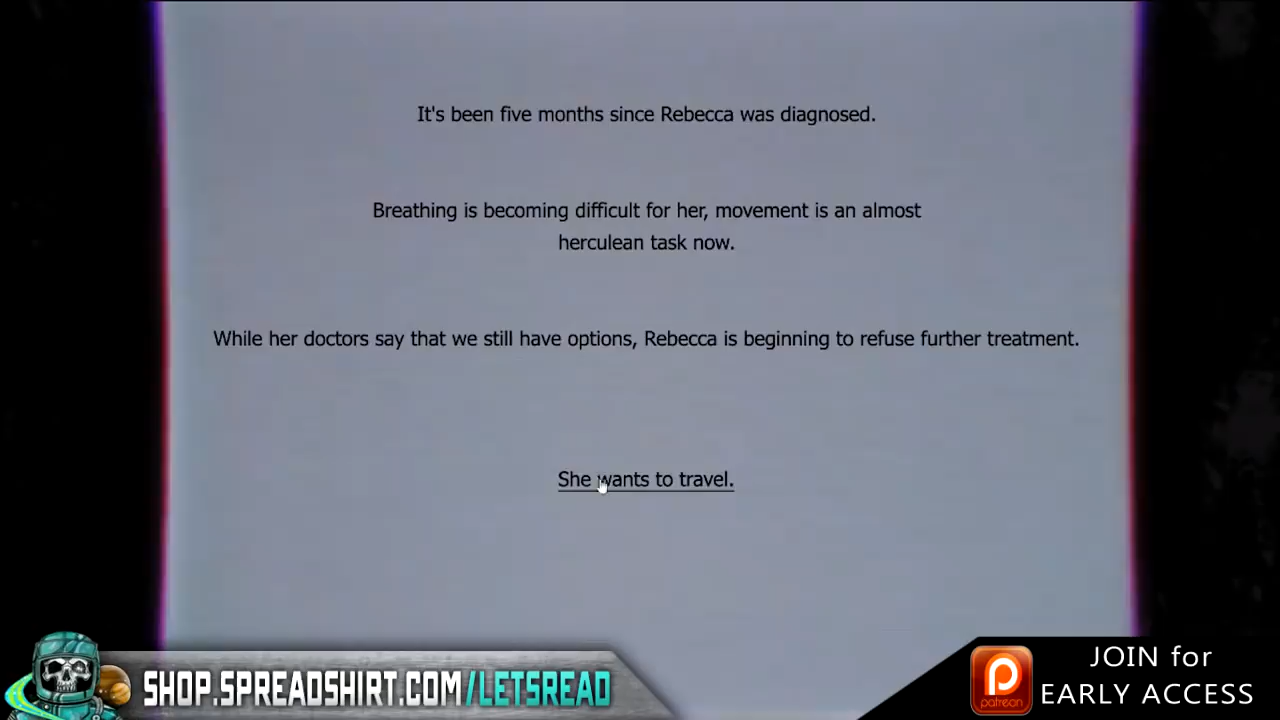 It's been five months since Rebecca was diagnosed.
Breathing is becoming difficult for her, movement is an almost
herculean task now.
While her doctors say that we still have options, Rebecca is beginning to refuse further treatment.
She wants to travel.
SHOP.SPREADSHIRT.COM/LETSREAD
patreon
JOIN for
EARLY ACCESS